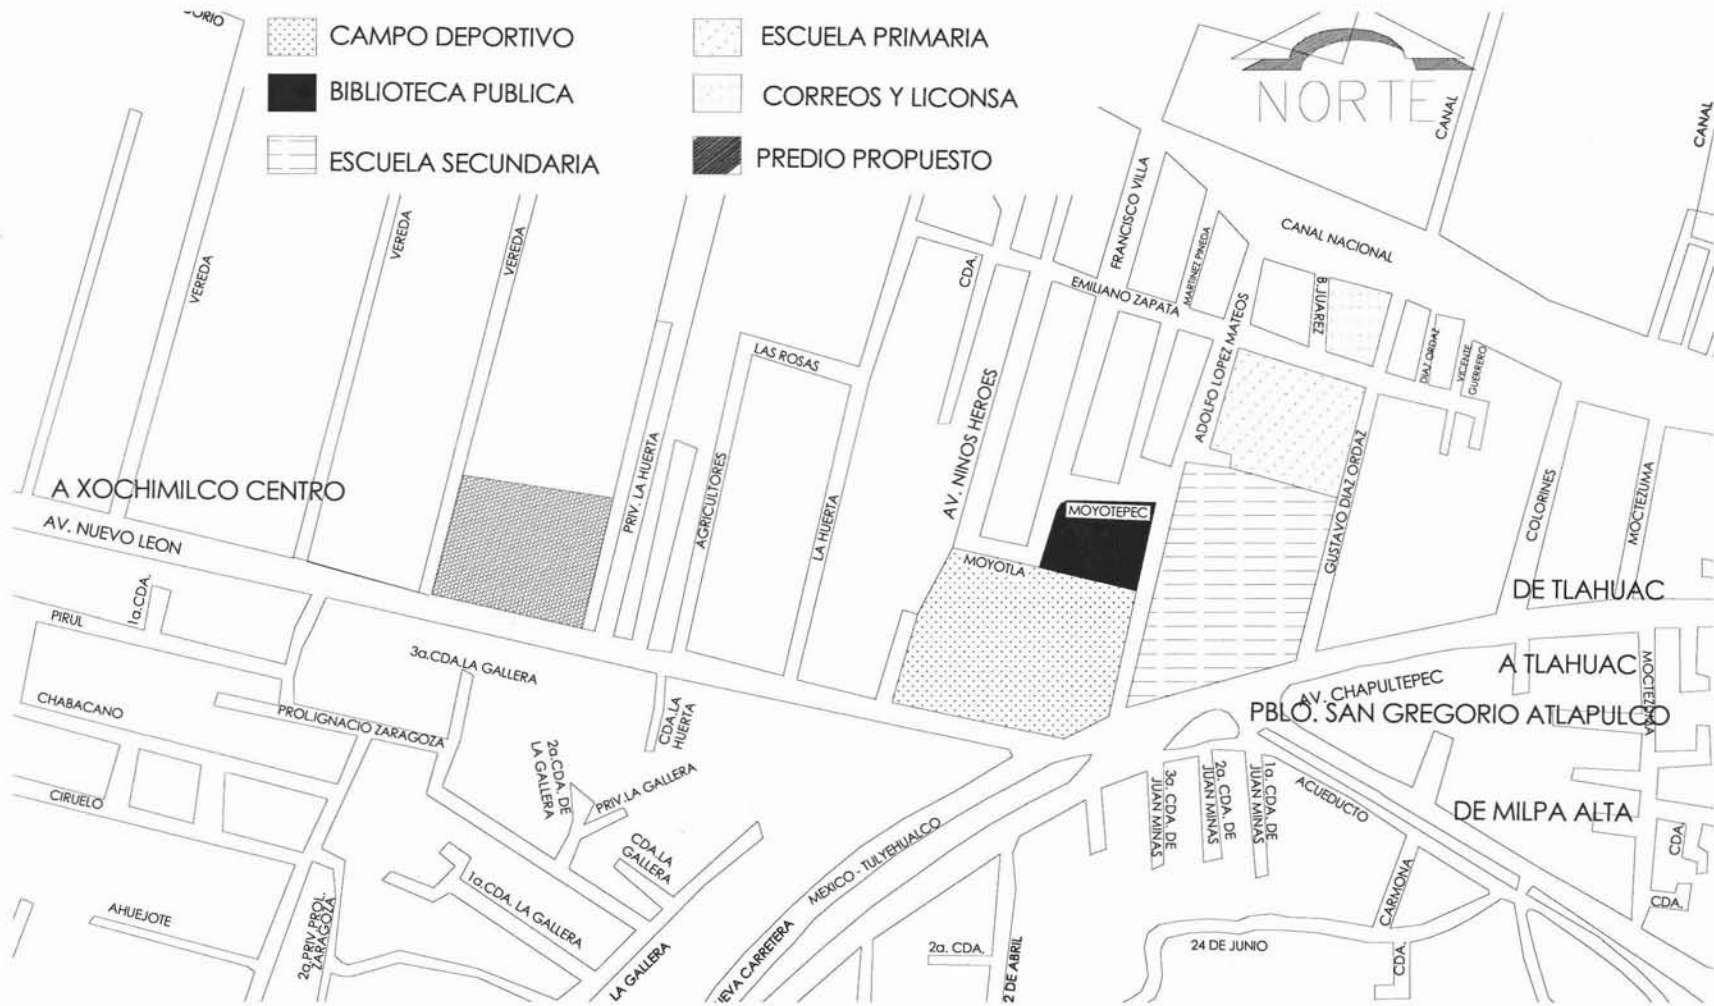 CAMPO DEPORTIVO
BIBLIOTECA PUBLICA
ESCUELA SECUNDARIA
ESCUELA PRIMARIA
CORREOS Y LICONSA
PREDIO PROPUESTO
NORTE
CANAL
CANAL
VEREDA
VEREDA
VEREDA
CDA.
FRANCISCO VILLA
MARTINEZ PINEDA
CANAL NACIONAL
EMILIANO ZAPATA
B. JUAREZ
ADOLFO LOPEZ MATEOS
DIAZ ORDAZ
VICENTE
GUERRERO
LAS ROSAS
AV. NINOS HEROES
PRIV. LA HUERTA
AGRICULTORES
LA HUERTA
GUSTAVO DIAZ ORDAZ
COLORINES
MOCTEZUMA
A XOCHIMILCO CENTRO
AV. NUEVO LEON
MOYOTEPEC
MOYOTLA
DE TLAHUAC
1a.CDA.
PIRUL
3a.CDA.LA GALLERA
A TLAHUAC
MOCTEZUMA
AV. CHAPULTEPEC
PBLO. SAN GREGORIO ATLAPULCO
CHABACANO
PROL.IGNACIO ZARAGOZA
CDA.LA
HUERTA
2a.CDA. DE
LA GALLERA
PRIV.LA GALLERA
3a. CDA. DE
JUAN MINAS
2a. CDA. DE
JUAN MINAS
1a. CDA. DE
JUAN MINAS
ACUEDUCTO
DE MILPA ALTA
CIRUELO
CDA.LA
GALLERA
MEXICO - TULYEHUALCO
CDA.
1a.CDA. LA GALLERA
CARMONA
CDA.
AHUEJOTE
2a.PRIV.PROL.
ZARAGOZA
LA GALLERA
2a. CDA.
2 DE ABRIL
24 DE JUNIO
CDA.